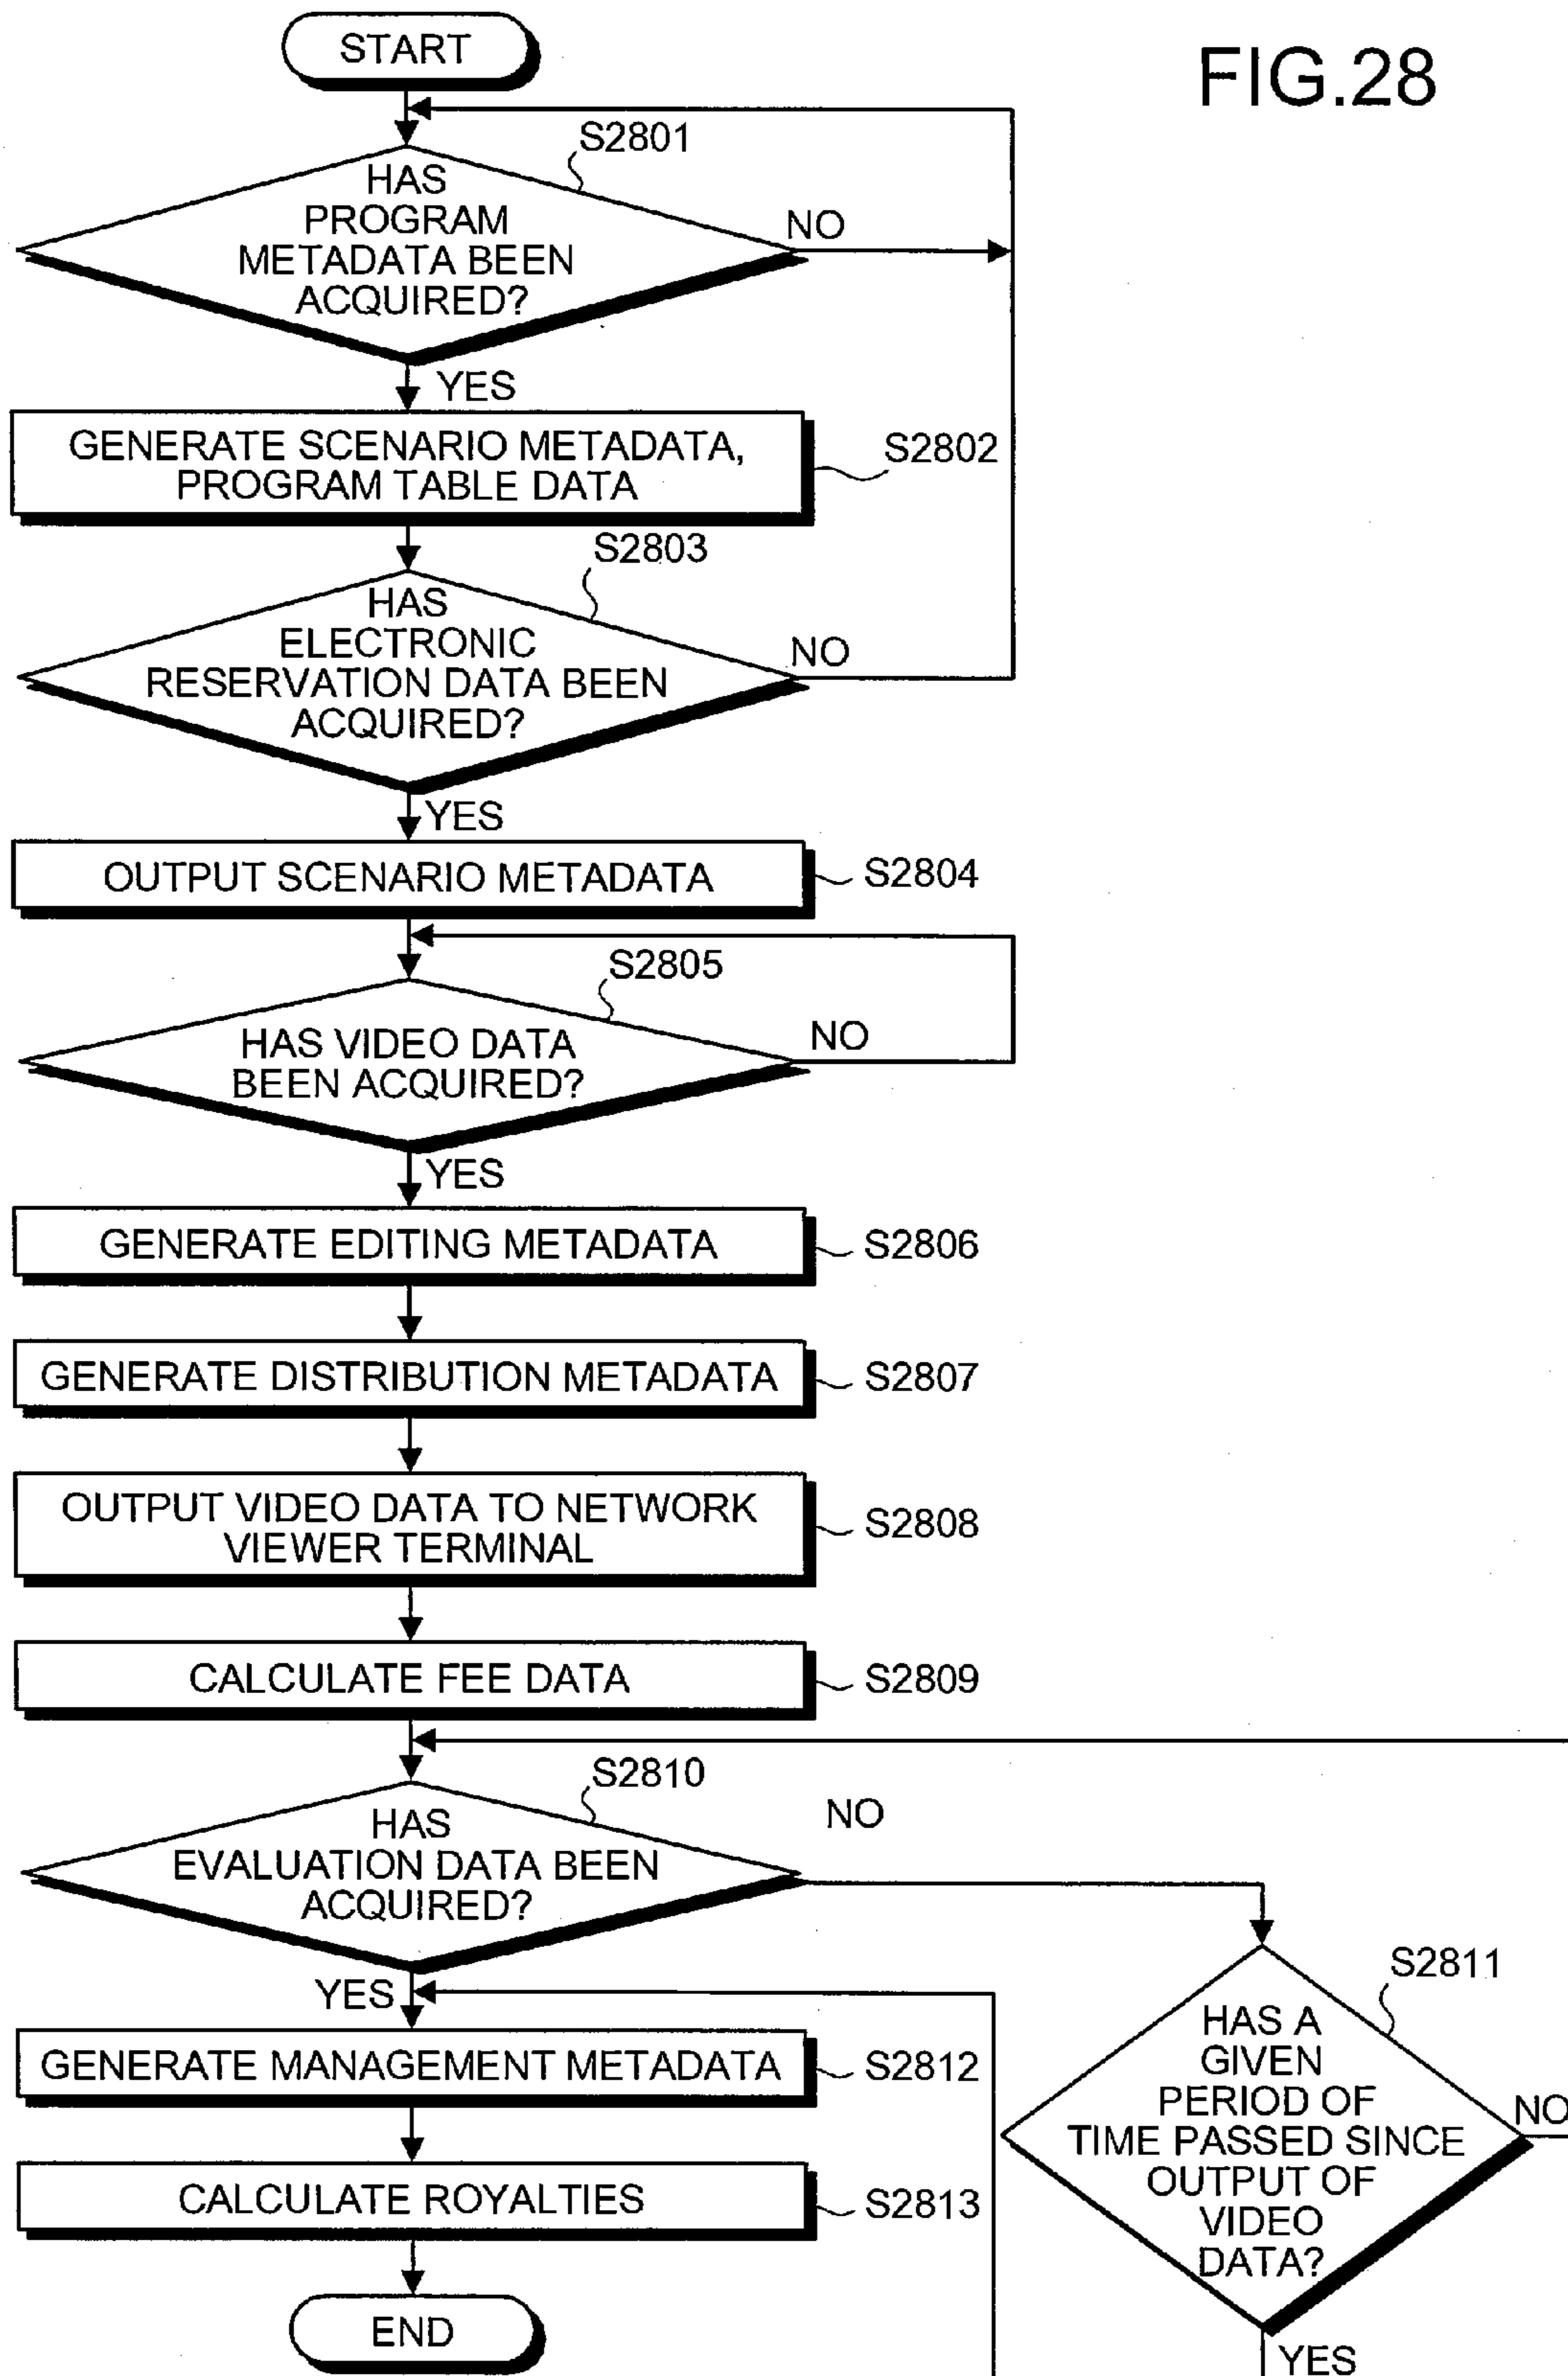 FIG.28
START
S2801
HAS
PROGRAM
METADATA BEEN
ACQUIRED?
NO
YES
GENERATE SCENARIO METADATA,
PROGRAM TABLE DATA
S2802
S2803
HAS
ELECTRONIC
RESERVATION DATA BEEN
ACQUIRED?
NO
YES
OUTPUT SCENARIO METADATA
S2804
S2805
HAS VIDEO DATA
BEEN ACQUIRED?
NO
YES
GENERATE EDITING METADATA
S2806
GENERATE DISTRIBUTION METADATA
S2807
OUTPUT VIDEO DATA TO NETWORK
VIEWER TERMINAL
S2808
CALCULATE FEE DATA
S2809
S2810
HAS
EVALUATION DATA BEEN
ACQUIRED?
NO
YES
S2811
HAS A
GIVEN
PERIOD OF
TIME PASSED SINCE
OUTPUT OF
VIDEO
DATA?
NO
YES
GENERATE MANAGEMENT METADATA
S2812
CALCULATE ROYALTIES
S2813
END